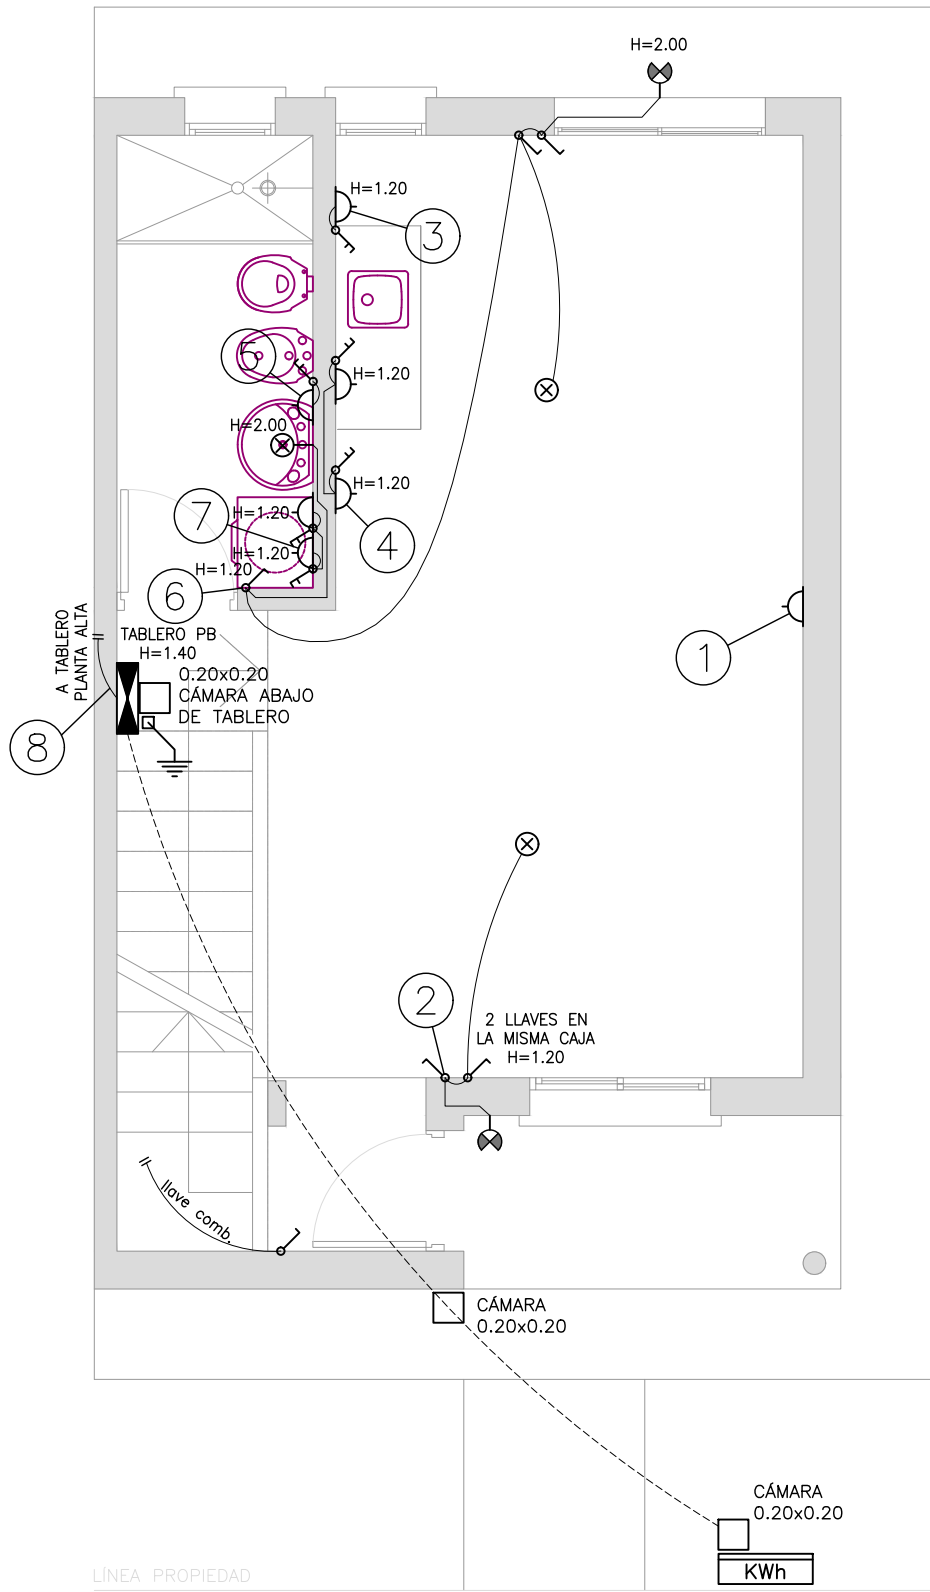 H=2.00
H=1.20
3
5
H=1.20
H=2.00
H=1.20
4
7
H=1.20
H=1.20
H=1.20
6
1
A TABLERO
PLANTA ALTA
TABLERO PB
H=1.40
0.20x0.20
CÁMARA ABAJO
DE TABLERO
8
2
2 LLAVES EN
LA MISMA CAJA
H=1.20
llave comb.
CÁMARA
0.20x0.20
CÁMARA
0.20x0.20
KWh
LÍNEA PROPIEDAD